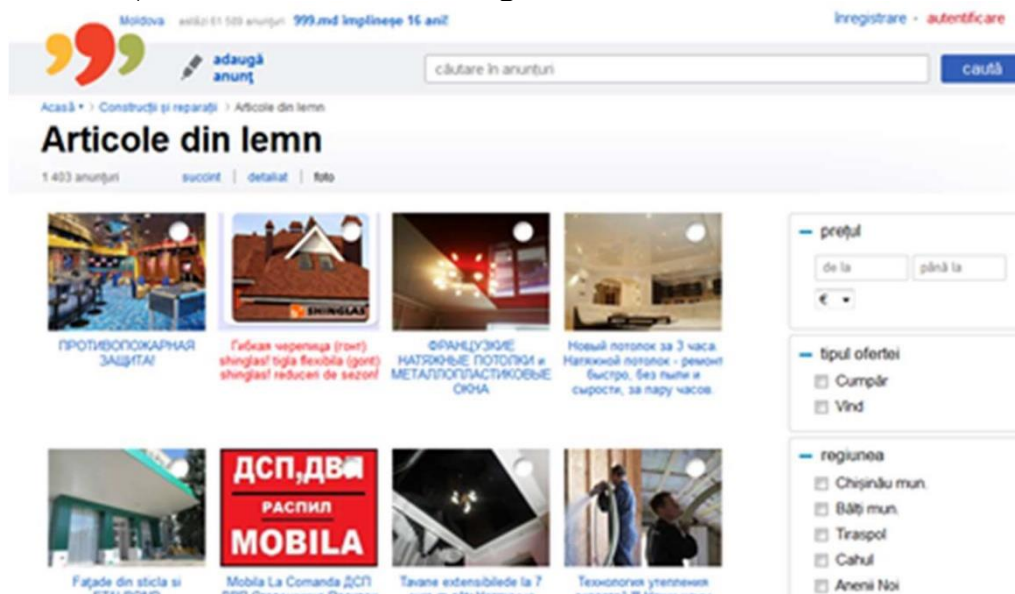 Moldova
999.md împlinește 16 ani!
înregistrare - autentificare
adaugă
anunț
căutare în anunțuri
caută
Acasă > Construcții și reparații > Articole din lemn
Articole din lemn
1 403 anunțuri
succint | detaliat | foto
SHINGLAS
ПРОТИВОПОЖАРНАЯ
ЗАЩИТА!
Гибкая черепица (гонт)
shinglas! tigla flexibila (gont)
shinglas! reduceri de sezon!
ФРАНЦУЗКИЕ
НАТЯЖНЫЕ ПОТОЛКИ и
МЕТАЛЛОПЛАСТИКОВЫЕ
ОКНА
Новый потолок за 3 часа.
Натяжной потолок - ремонт
быстро, без пыли и
сырости, за пару часов.
ДСП,ДВП
РАСПИЛ
MOBILA
Fațade din sticla si
Mobila La Comanda ДСП
Tavane extensibilede la 7
Технология утепления
prețul
de la
până la
€
tipul ofertei
Cumpăr
Vînd
regiunea
Chișinău mun.
Bălți mun.
Tiraspol
Cahul
Anenii Noi